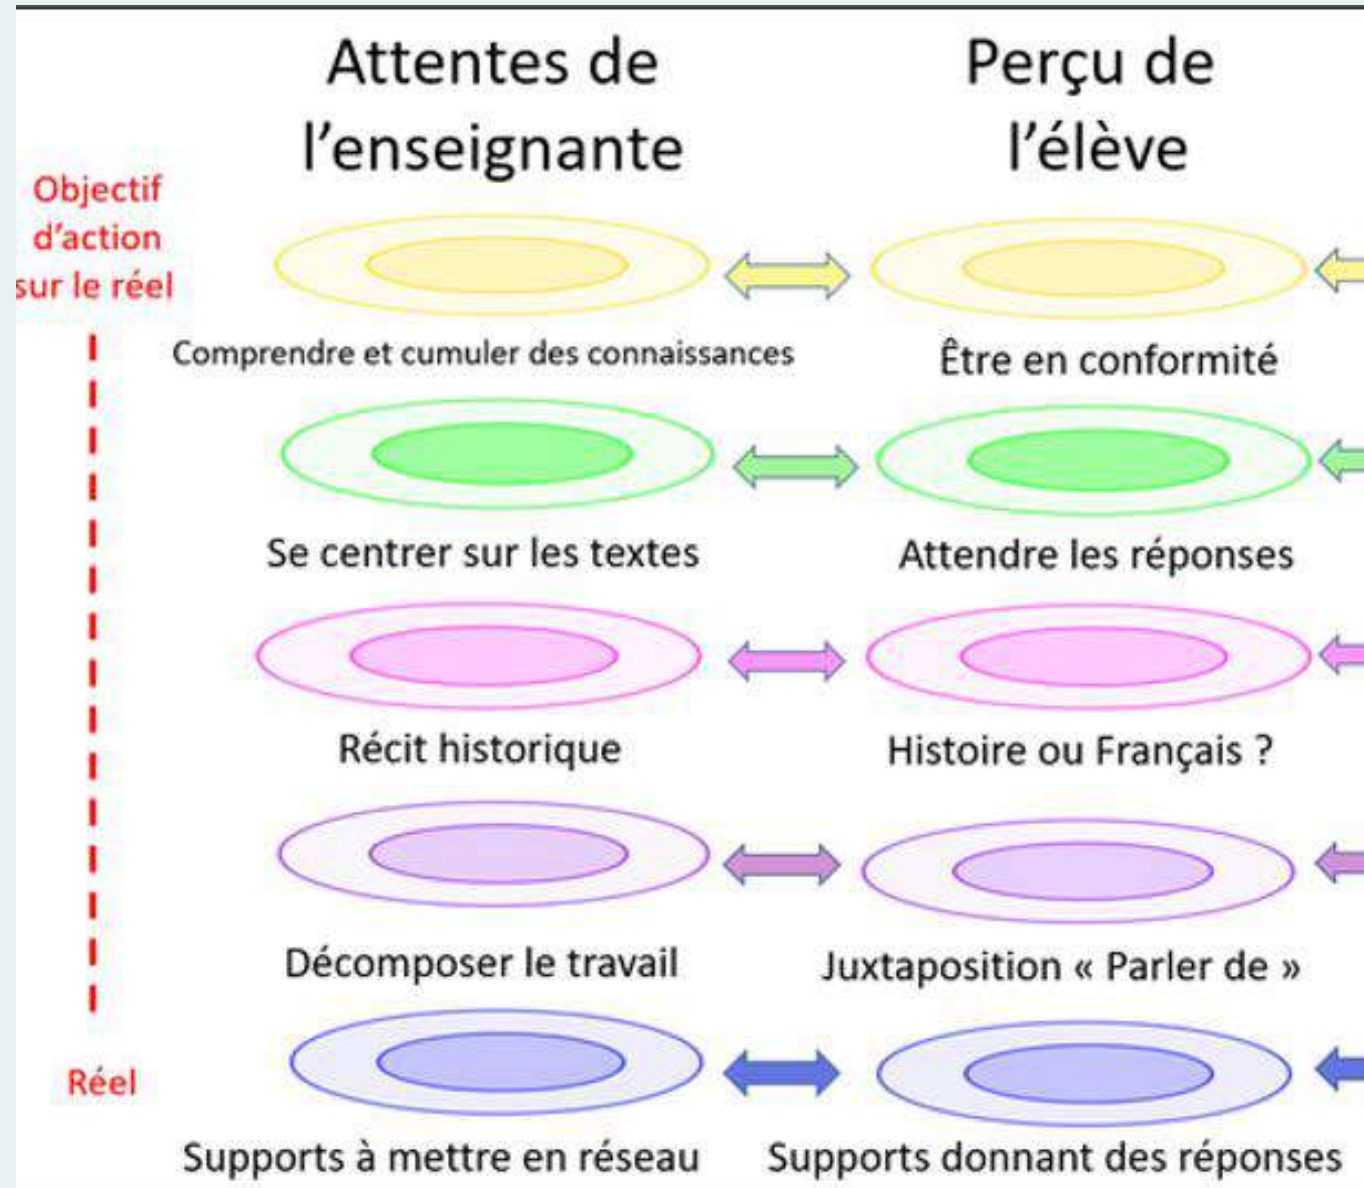 Attentes de
l’enseignante
Perçu de
l’élève
Objectif
d’action
sur le réel
Comprendre et cumuler des connaissances
Être en conformité
Se centrer sur les textes
Attendre les réponses
Récit historique
Histoire ou Français ?
Décomposer le travail
Juxtaposition « Parler de »
Réel
Supports à mettre en réseau
Supports donnant des réponses